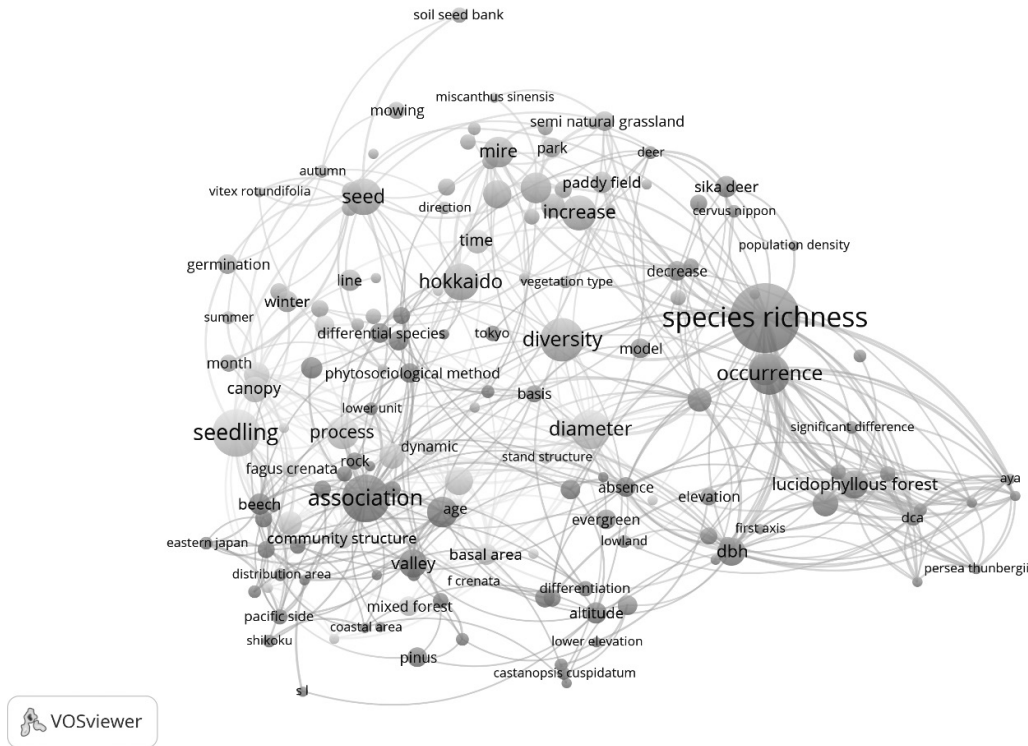 soil seed bank
miscanthus sinensis
mowing
semi natural grassland
mire
park
deer
autumn
paddy field
sika deer
vitex rotundifolia
seed
direction
increase
cervus nippon
time
population density
germination
line
hokkaido
vegetation type
decrease
winter
summer
differential species
tokyo
species richness
diversity
model
month
phytosociological method
occurrence
canopy
basis
lower unit
seedling
process
diameter
significant difference
dynamic
stand structure
fagus crenata
rock
aya
absence
lucidophyllous forest
association
elevation
beech
age
dca
evergreen
first axis
eastern japan
community structure
lowland
basal area
dbh
valley
persea thunbergii
distribution area
f crenata
differentiation
mixed forest
pacific side
altitude
coastal area
shikoku
lower elevation
pinus
castanopsis cuspidatum
s l
VOSviewer